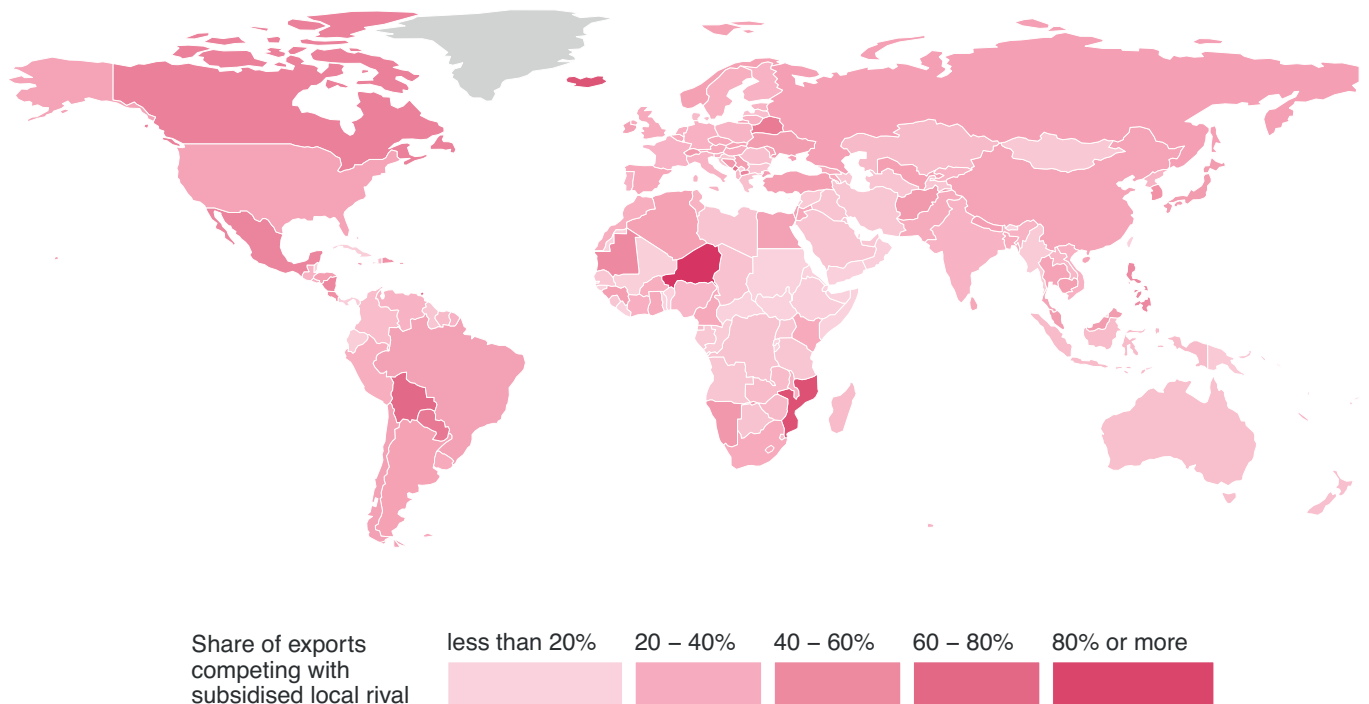 Share of exports
competing with
subsidised local rival
less than 20%
20 – 40%
40 – 60%
60 – 80%
80% or more